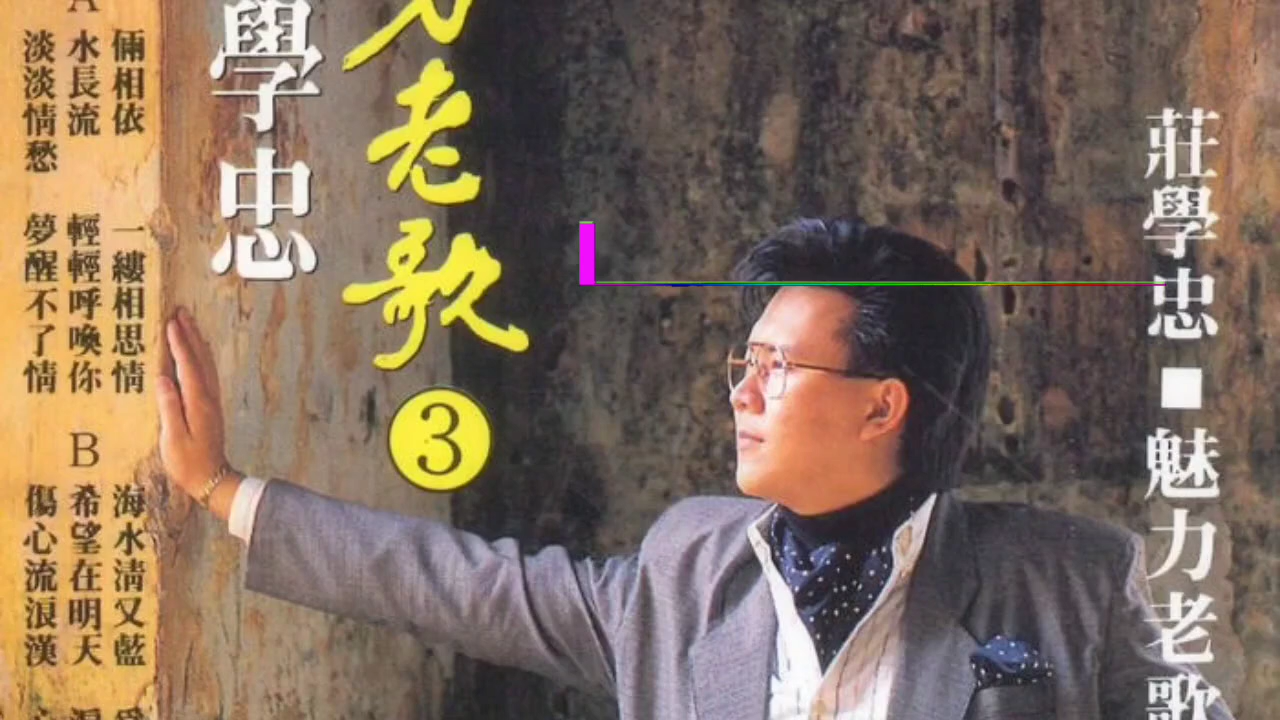 莊學忠■魅力老歌
力老歌
3
學忠
A
倆相依
水長流
淡淡情愁
一縷相思情
輕輕呼喚你
夢醒不了情
B
海水清又藍
希望在明天
傷心流浪漢